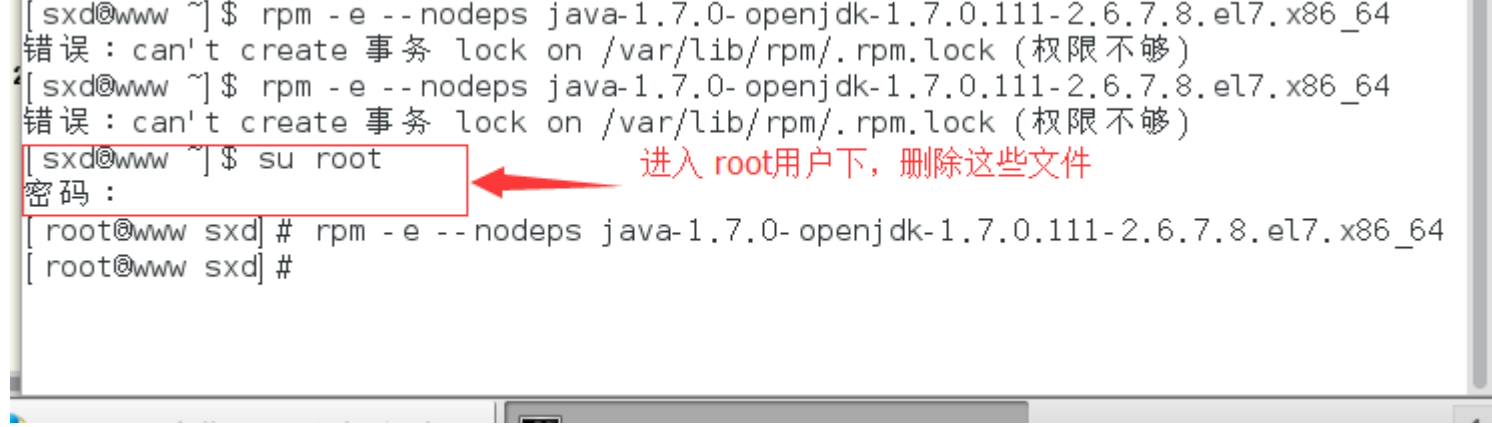 [sxd@www ~]$ rpm -e --nodeps java-1.7.0-openjdk-1.7.0.111-2.6.7.8.el7.x86_64
错误：can't create 事务 lock on /var/lib/rpm/.rpm.lock (权限不够)
[sxd@www ~]$ rpm -e --nodeps java-1.7.0-openjdk-1.7.0.111-2.6.7.8.el7.x86_64
错误：can't create 事务 lock on /var/lib/rpm/.rpm.lock (权限不够)
[sxd@www ~]$ su root
进入 root用户下，删除这些文件
密码：
[root@www sxd]# rpm -e --nodeps java-1.7.0-openjdk-1.7.0.111-2.6.7.8.el7.x86_64
[root@www sxd]#